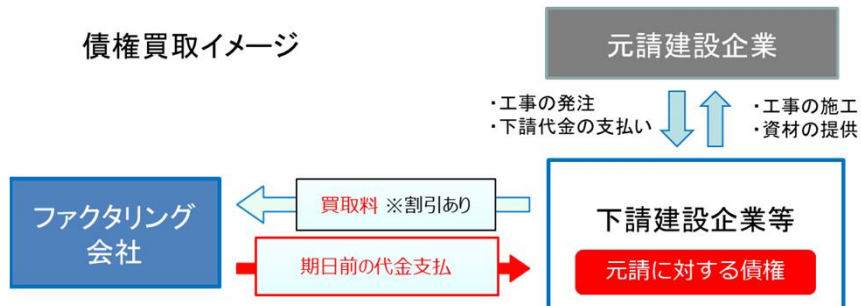 債権買取イメージ
元請建設企業
・工事の発注
・下請代金の支払い
・工事の施工
・資材の提供
ファクタリング
会社
買取料 ※割引あり
期日前の代金支払
下請建設企業等
元請に対する債権